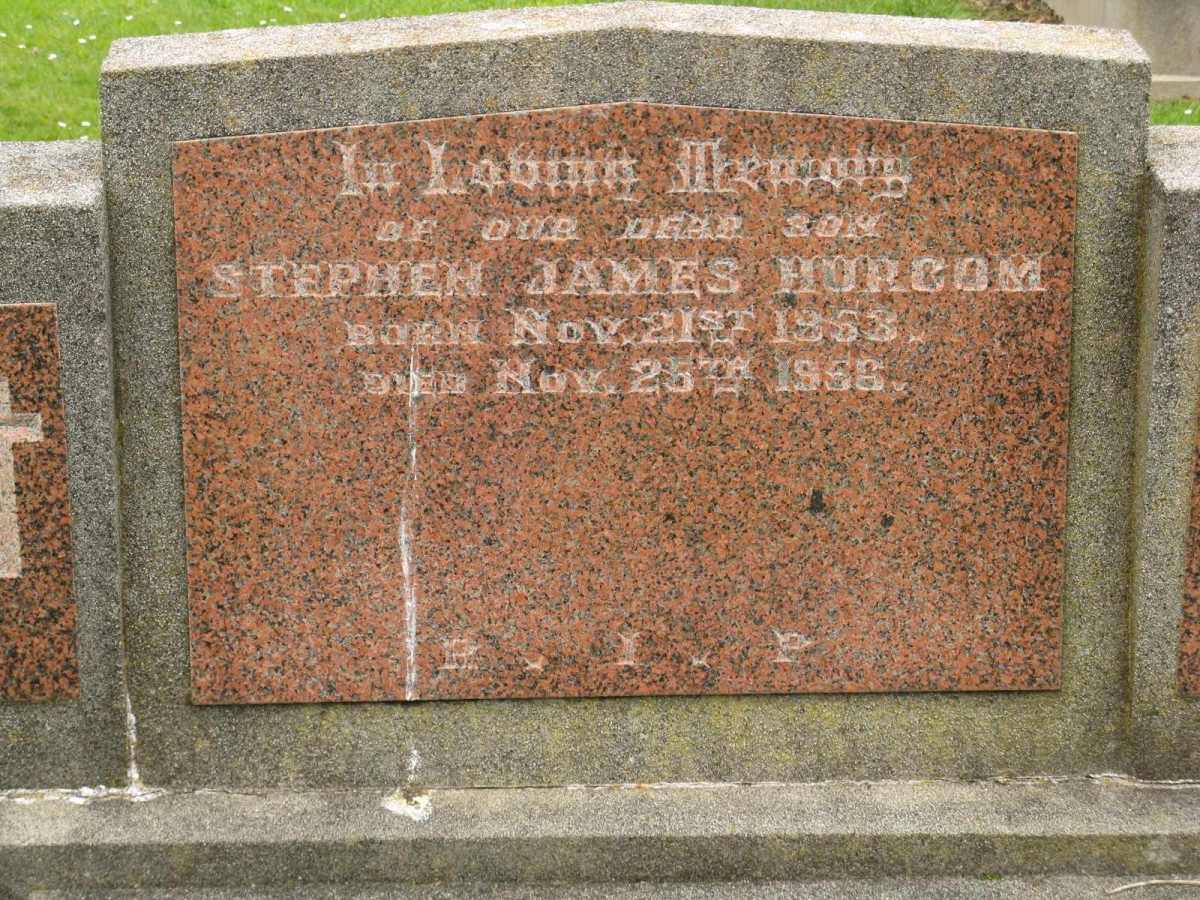 In Loving Memory
OF OUR DEAR SON
STEPHEN JAMES HURCOM
BORN NOV. 21ST 1953.
DIED NOV. 25TH 1956.
R . I . P